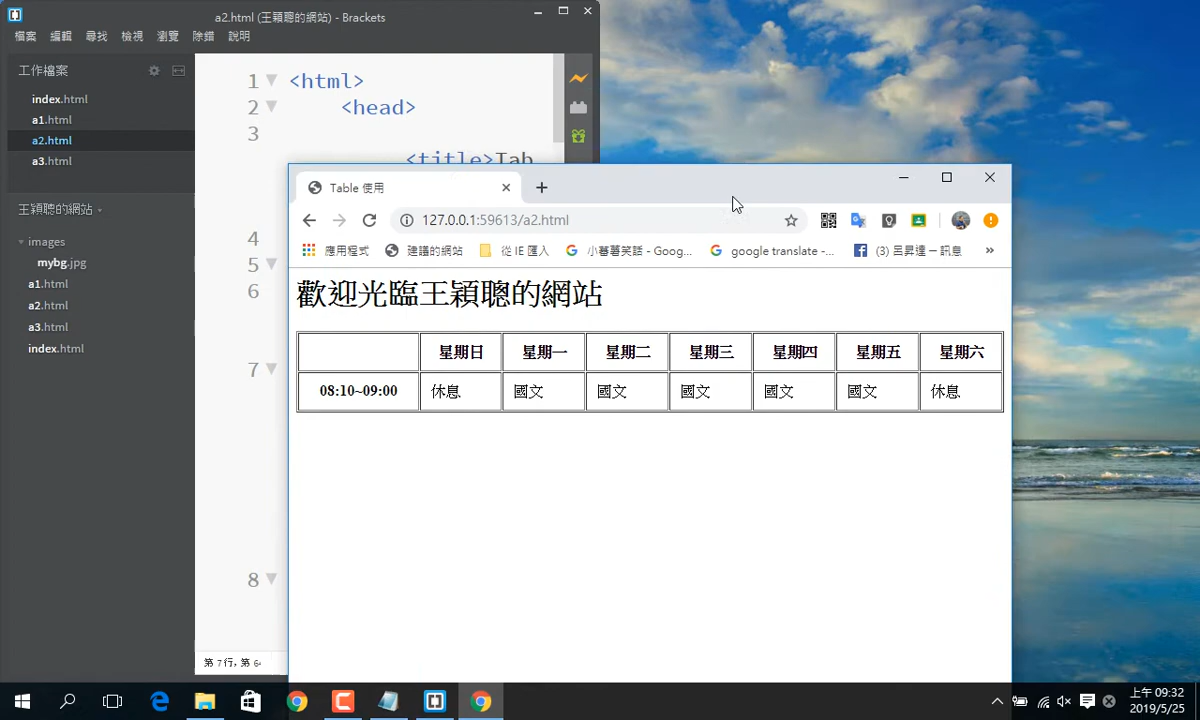 a2.html (王穎聰的網站) - Brackets
檔案 編輯 尋找 檢視 瀏覽 除錯 說明
工作檔案
index.html
a1.html
a2.html
a3.html
王穎聰的網站
images
mybg.jpg
a1.html
a2.html
a3.html
index.html
1 <html>
2 <head>
3
<title>Tab
4
5
6
7
8
第 7 行, 第 64
Table 使用
127.0.0.1:59613/a2.html
應用程式 建議的網站 從 IE 匯入 小蕃薯笑話 - Goog... google translate -... (3) 呂昇達 – 訊息 »
歡迎光臨王穎聰的網站
星期日 星期一 星期二 星期三 星期四 星期五 星期六
08:10~09:00 休息 國文 國文 國文 國文 國文 休息
上午 09:32
2019/5/25